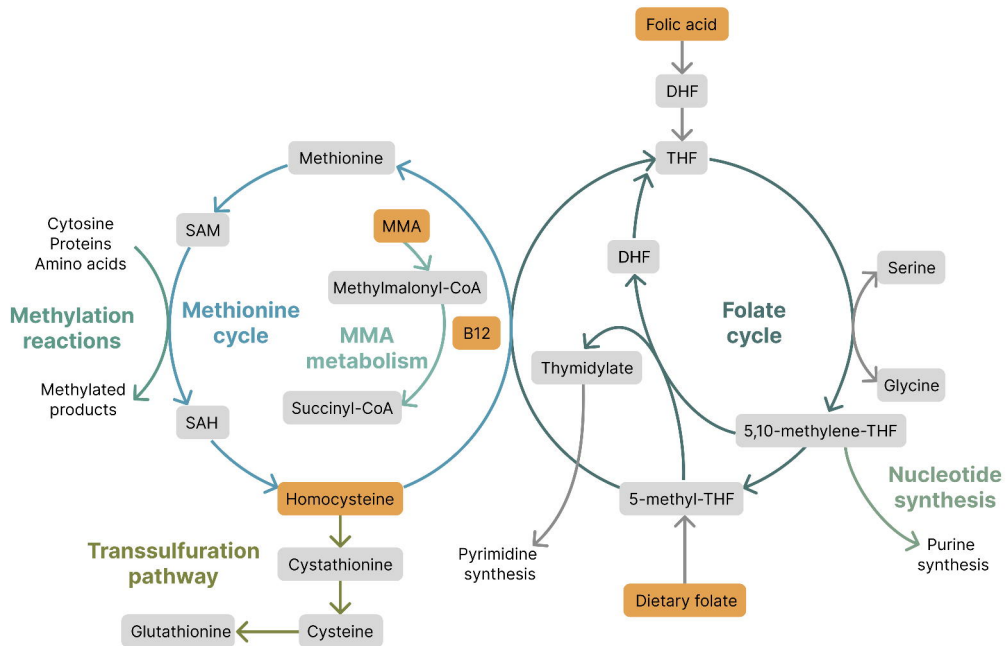 Folic acid
DHF
THF
Methionine
SAM
Cytosine
Proteins
Amino acids
MMA
DHF
Serine
Methylmalonyl-CoA
Methylation
reactions
Methionine
cycle
MMA
metabolism
B12
Folate
cycle
Thymidylate
Glycine
Methylated
products
Succinyl-CoA
SAH
5,10-methylene-THF
Nucleotide
synthesis
Homocysteine
5-methyl-THF
Transsulfuration
pathway
Cystathionine
Pyrimidine
synthesis
Purine
synthesis
Dietary folate
Glutathionine
Cysteine